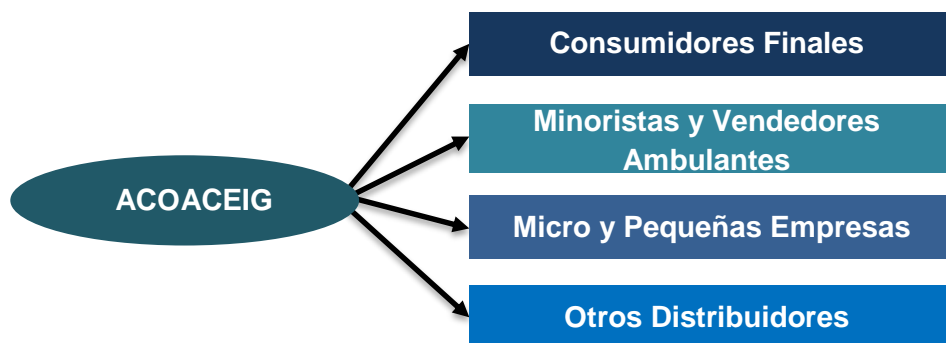 Consumidores Finales
Minoristas y Vendedores
Ambulantes
ACOACEIG
Micro y Pequeñas Empresas
Otros Distribuidores